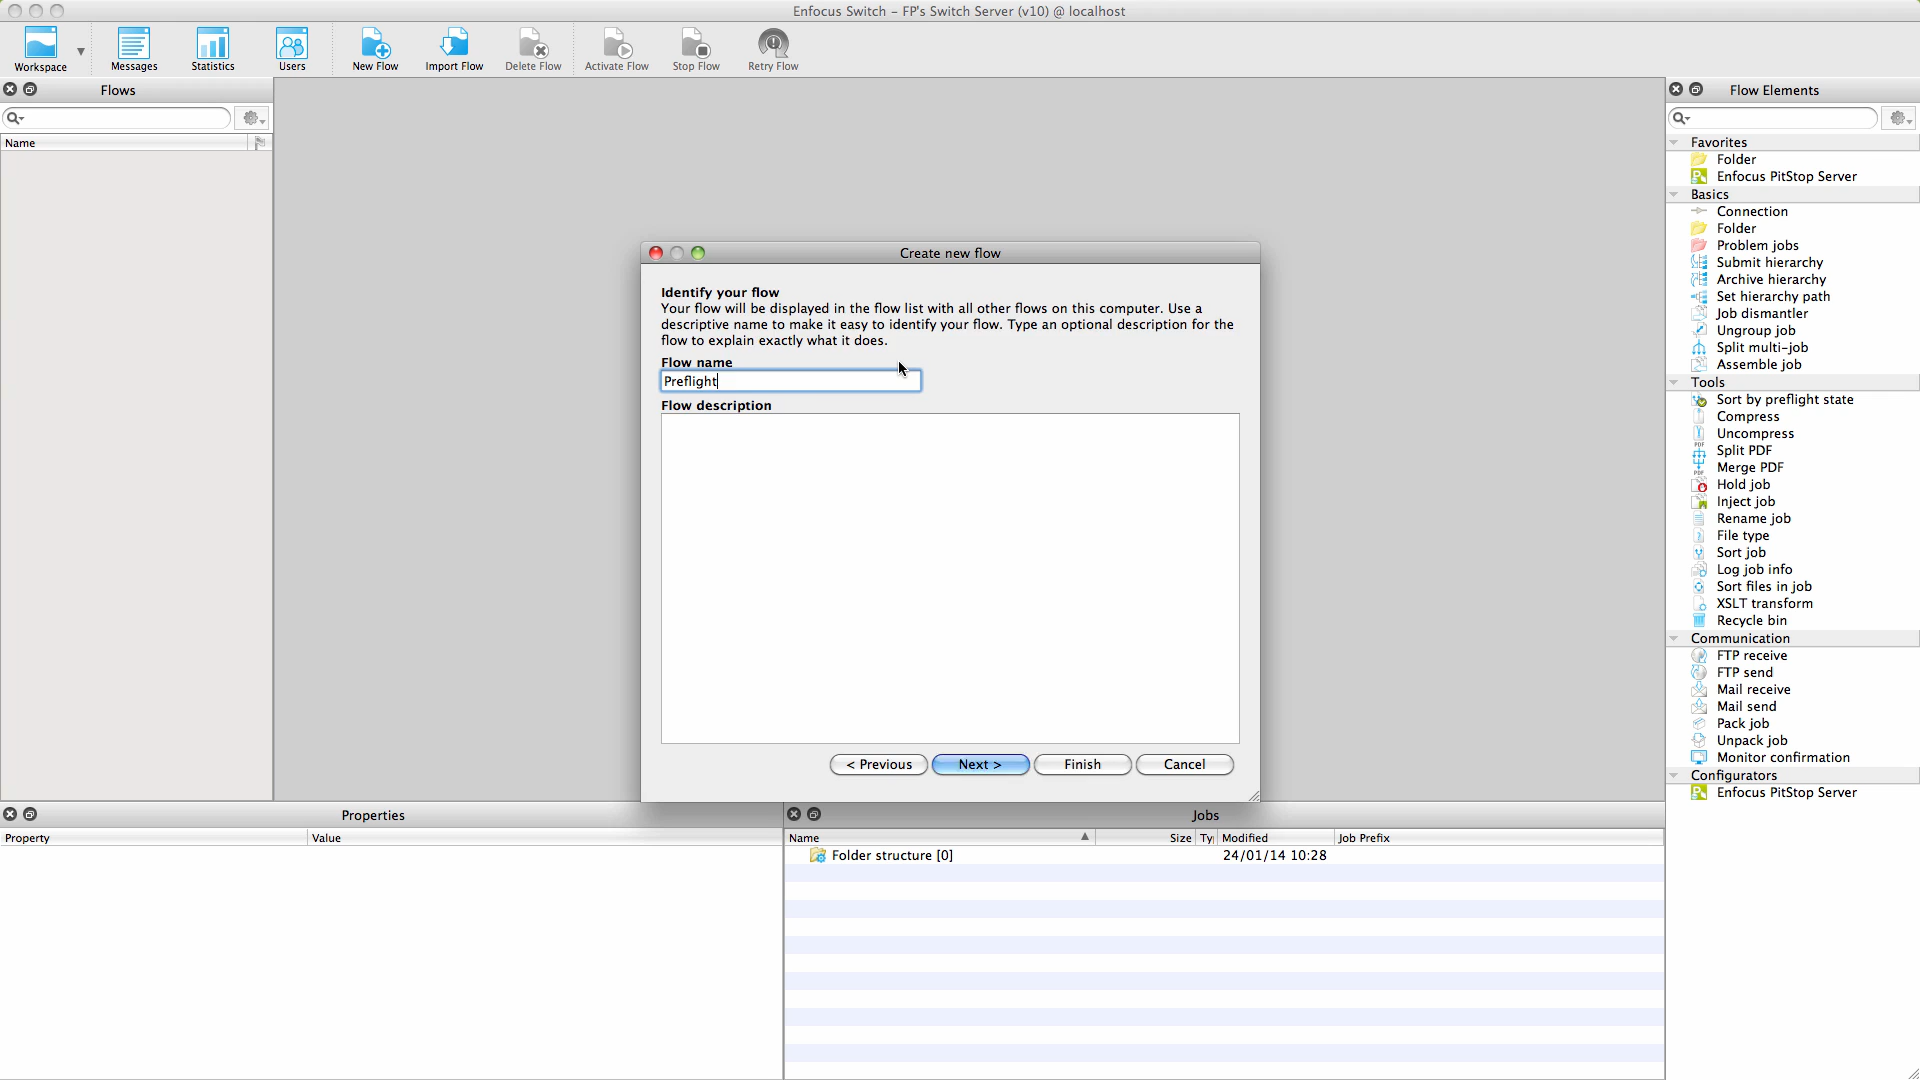 Enfocus Switch – FP's Switch Server (v10) @ localhost
Workspace
Messages
Statistics
Users
New Flow
Import Flow
Delete Flow
Activate Flow
Stop Flow
Retry Flow
Flows
Name
Create new flow
Identify your flow
Your flow will be displayed in the flow list with all other flows on this computer. Use a
descriptive name to make it easy to identify your flow. Type an optional description for the
flow to explain exactly what it does.
Flow name
Preflight
Flow description
< Previous
Next >
Finish
Cancel
Flow Elements
Favorites
Folder
Enfocus PitStop Server
Basics
Connection
Folder
Problem jobs
Submit hierarchy
Archive hierarchy
Set hierarchy path
Job dismantler
Ungroup job
Split multi-job
Assemble job
Tools
Sort by preflight state
Compress
Uncompress
Split PDF
Merge PDF
Hold job
Inject job
Rename job
File type
Sort job
Log job info
Sort files in job
XSLT transform
Recycle bin
Communication
FTP receive
FTP send
Mail receive
Mail send
Pack job
Unpack job
Monitor confirmation
Configurators
Enfocus PitStop Server
Properties
Property Value
Jobs
Name Size Ty Modified Job Prefix
Folder structure [0] 24/01/14 10:28